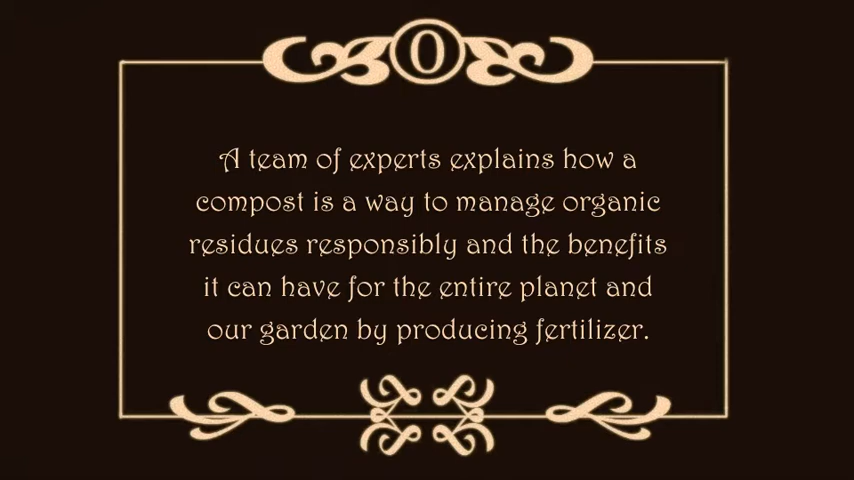 O
A team of experts explains how a
compost is a way to manage organic
residues responsibly and the benefits
it can have for the entire planet and
our garden by producing fertilizer.